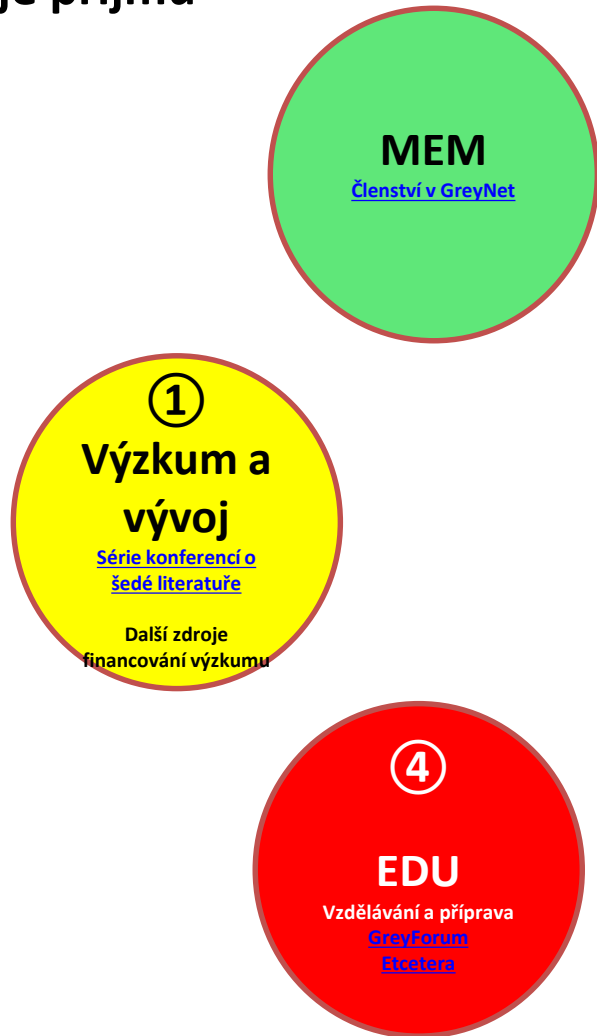 je příjmů
MEM
Členství v GreyNet
①
Výzkum a
vývoj
Série konferencí o
šedé literatuře
Další zdroje
financování výzkumu
④
EDU
Vzdělávání a příprava
GreyForum
Etcetera